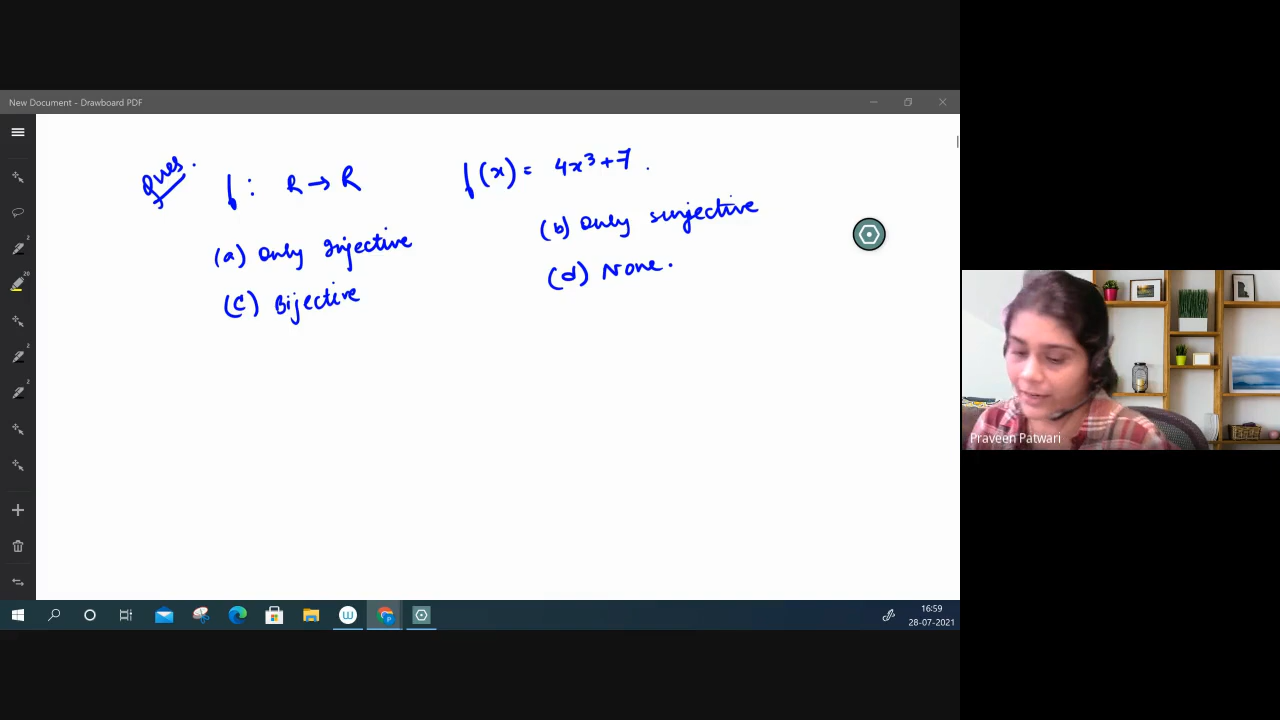 New Document - Drawboard PDF
Ques.
f : R → R f(x) = 4x³+7.
(a) Only Injective (b) Only surjective
(c) Bijective (d) None.
Praveen Patwari
16:59
28-07-2021